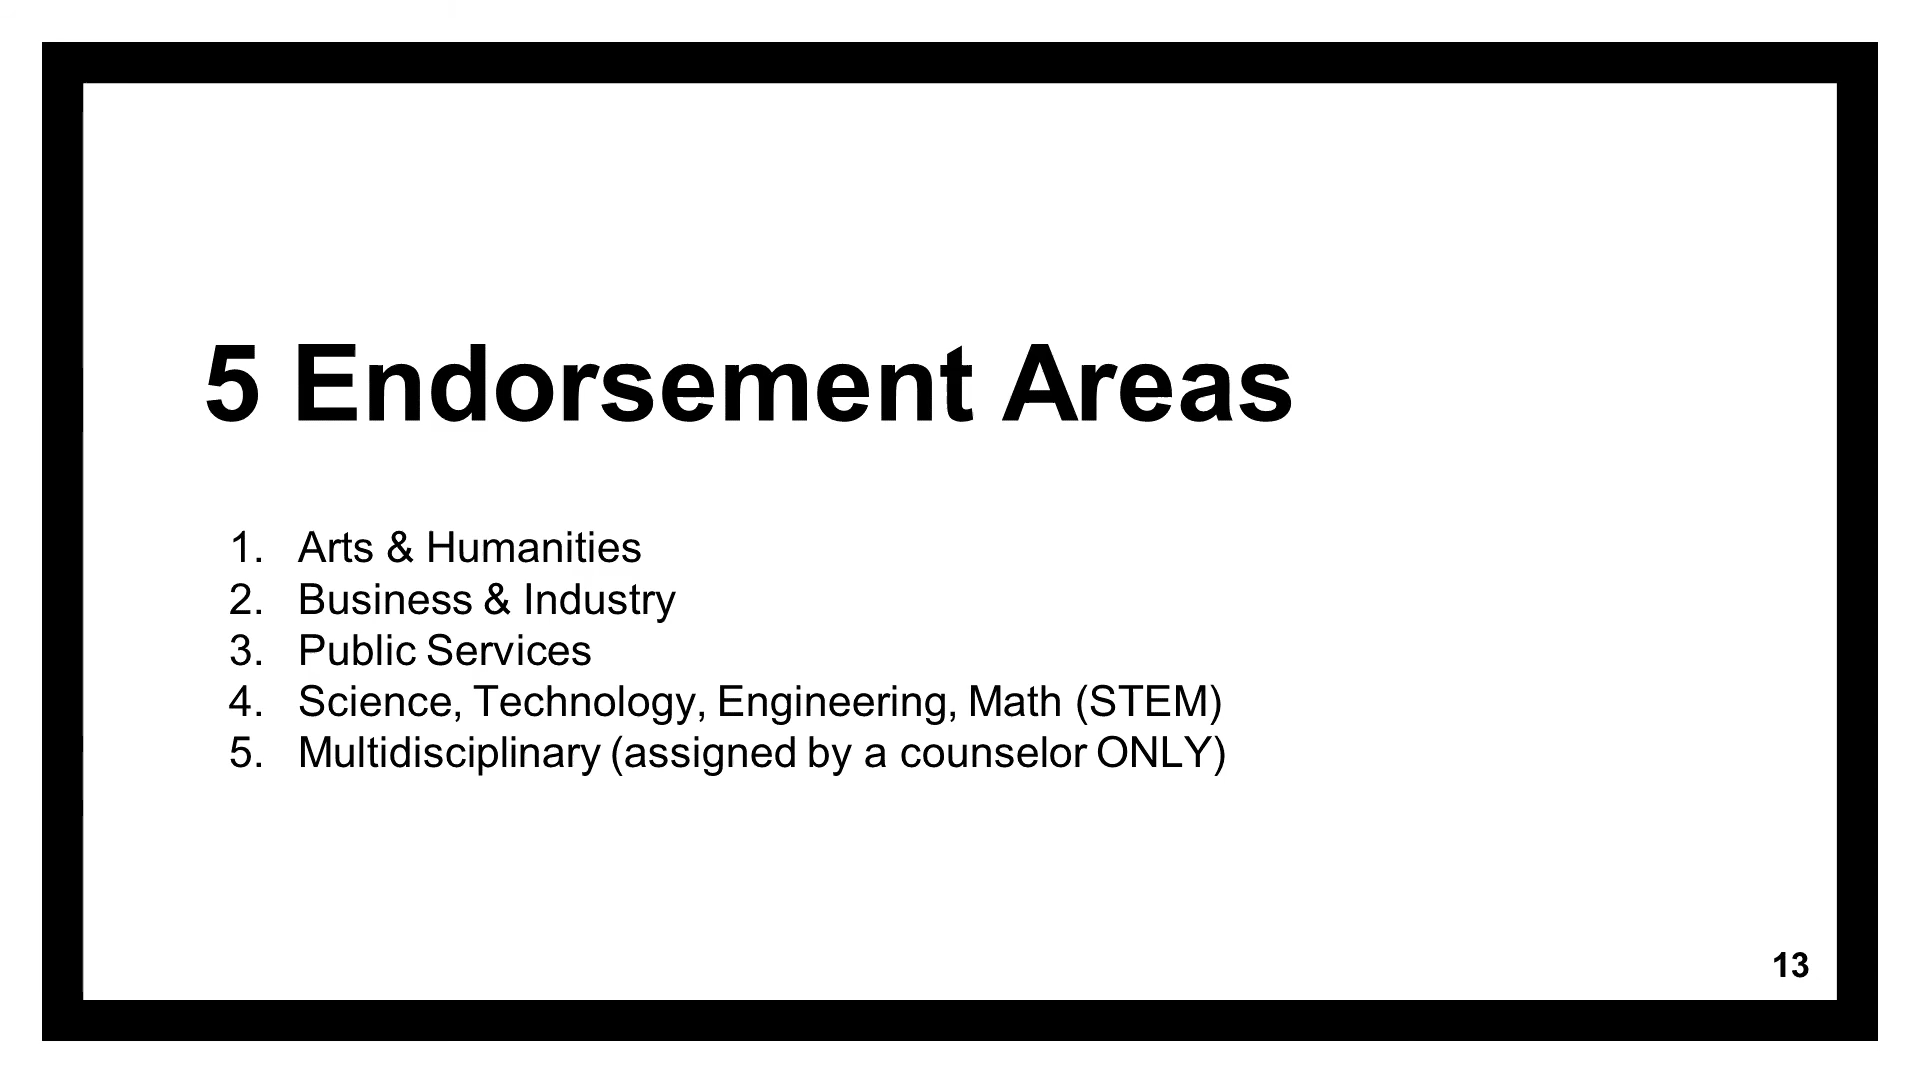 5 Endorsement Areas
1. Arts & Humanities
2. Business & Industry
3. Public Services
4. Science, Technology, Engineering, Math (STEM)
5. Multidisciplinary (assigned by a counselor ONLY)
13